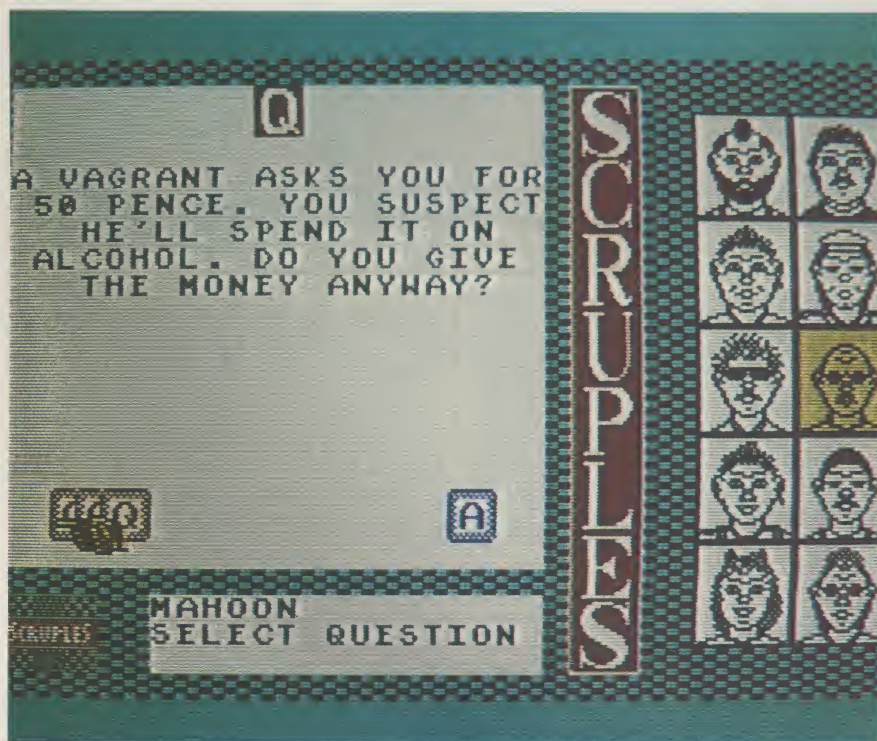 Q
A VAGRANT ASKS YOU FOR
50 PENCE. YOU SUSPECT
HE'LL SPEND IT ON
ALCOHOL. DO YOU GIVE
THE MONEY ANYWAY?
Q
A
SCRUPLES
MAHOON
SELECT QUESTION
SCRUPLES